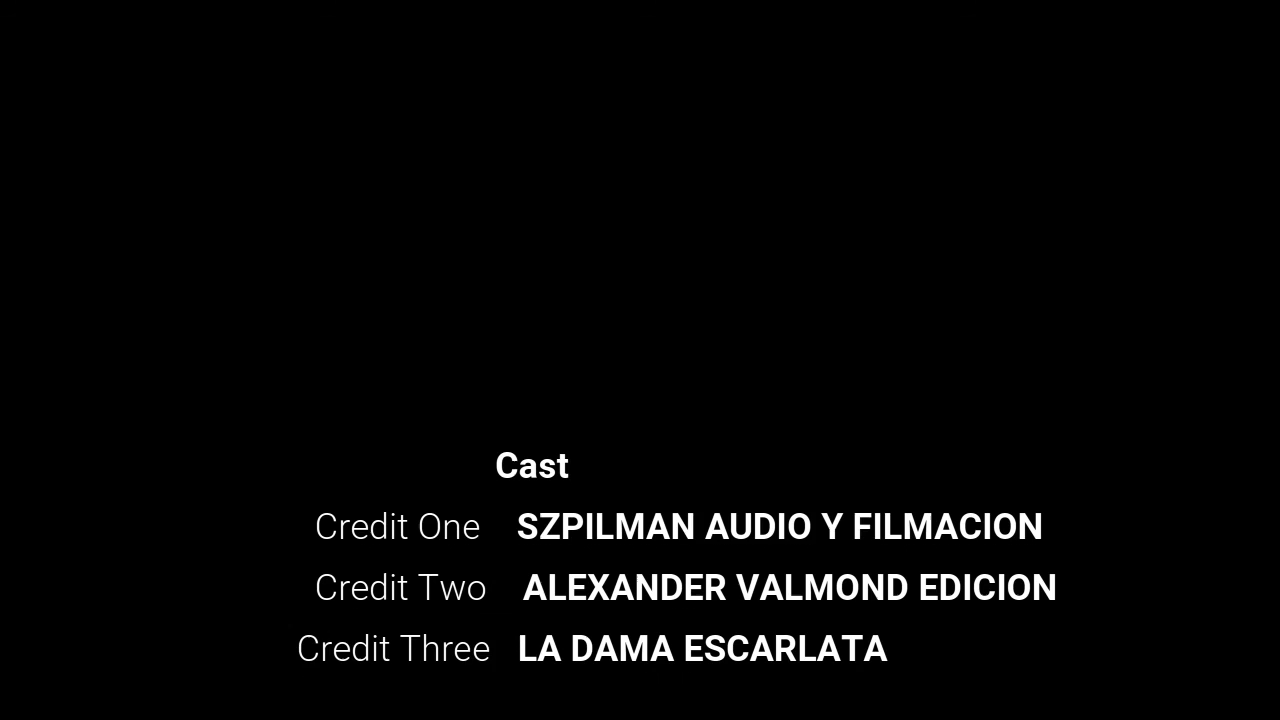 Cast
Credit One SZPILMAN AUDIO Y FILMACION
Credit Two ALEXANDER VALMOND EDICION
Credit Three LA DAMA ESCARLATA